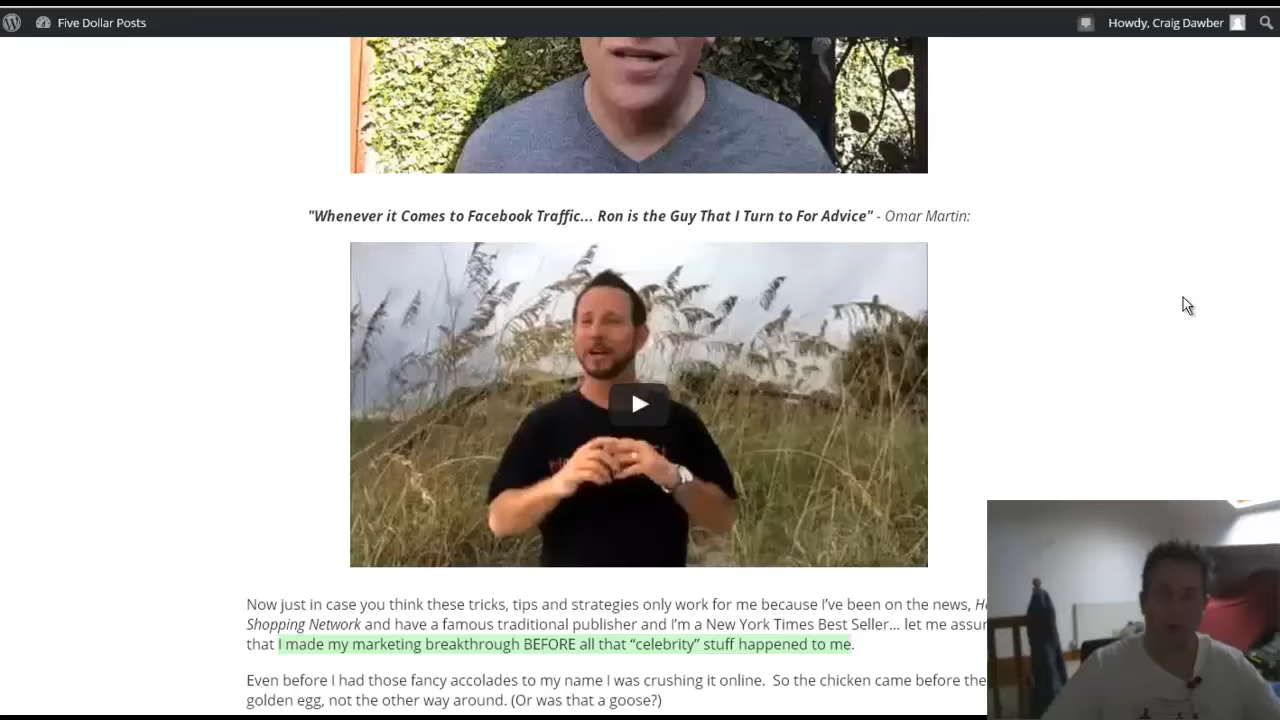 Five Dollar Posts
Howdy, Craig Dawber
"Whenever it Comes to Facebook Traffic... Ron is the Guy That I Turn to For Advice" - Omar Martin:
Now just in case you think these tricks, tips and strategies only work for me because I've been on the news,
Shopping Network and have a famous traditional publisher and I'm a New York Times Best Seller... let me
that I made my marketing breakthrough BEFORE all that “celebrity” stuff happened to me.
Even before I had those fancy accolades to my name I was crushing it online. So the chicken came before the
golden egg, not the other way around. (Or was that a goose?)